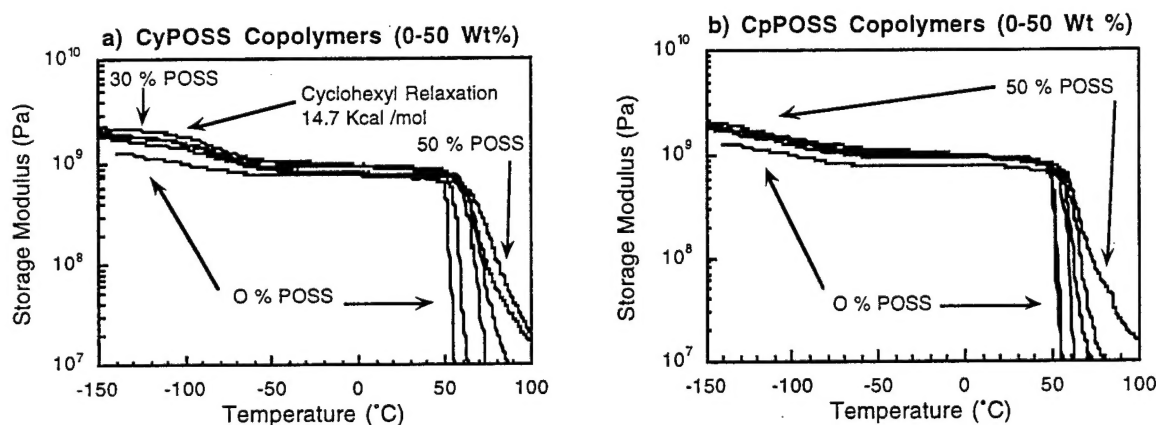 a) CyPOSS Copolymers (0-50 Wt%)
10^10
10^9
10^8
10^7
Storage Modulus (Pa)
30 % POSS
Cyclohexyl Relaxation
14.7 Kcal /mol
50 % POSS
O % POSS
-150 -100 -50 0 50 100
Temperature (°C)
b) CpPOSS Copolymers (0-50 Wt %)
10^10
10^9
10^8
10^7
Storage Modulus (Pa)
50 % POSS
O % POSS
-150 -100 -50 0 50 100
Temperature (°C)